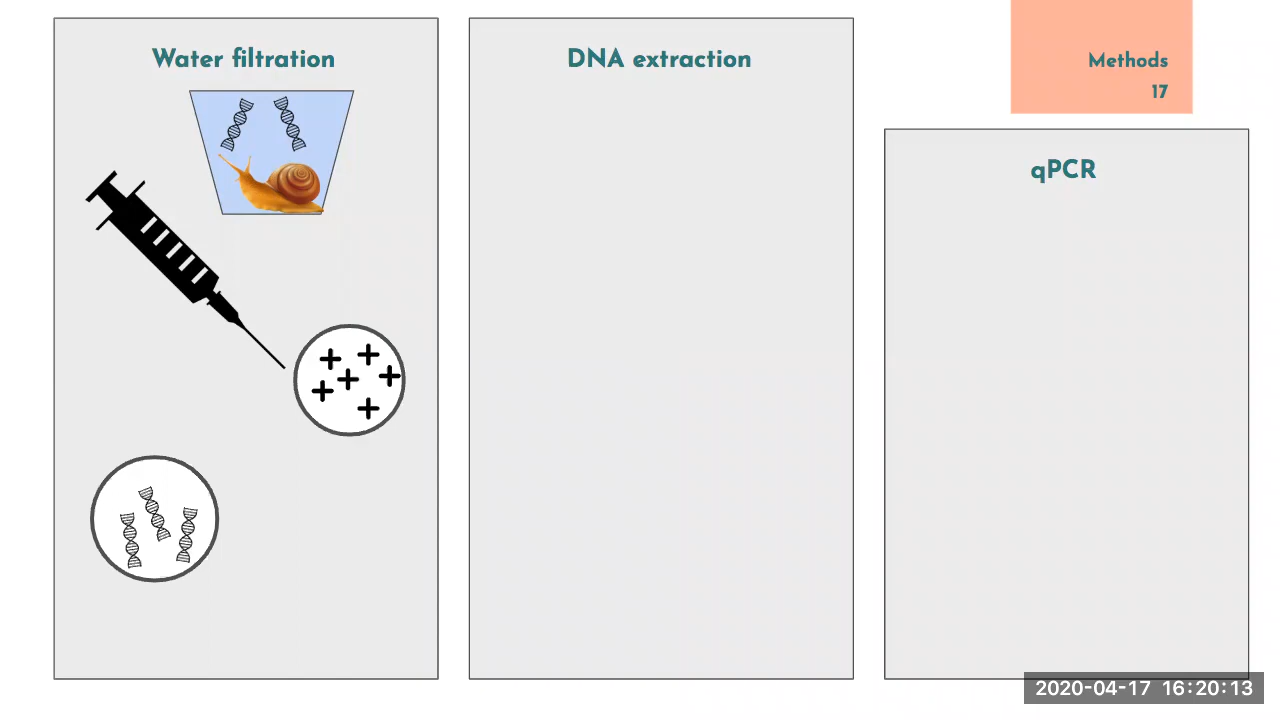 Water filtration
DNA extraction
Methods
17
qPCR
2020-04-17 16:20:13